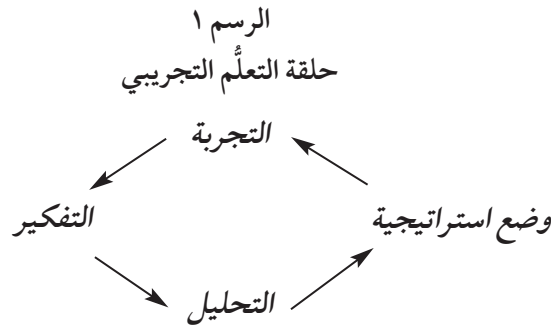 الرسم ١
حلقة التعلُّم التجريبي
التجربة
وضع استراتيجية
التفكير
التحليل